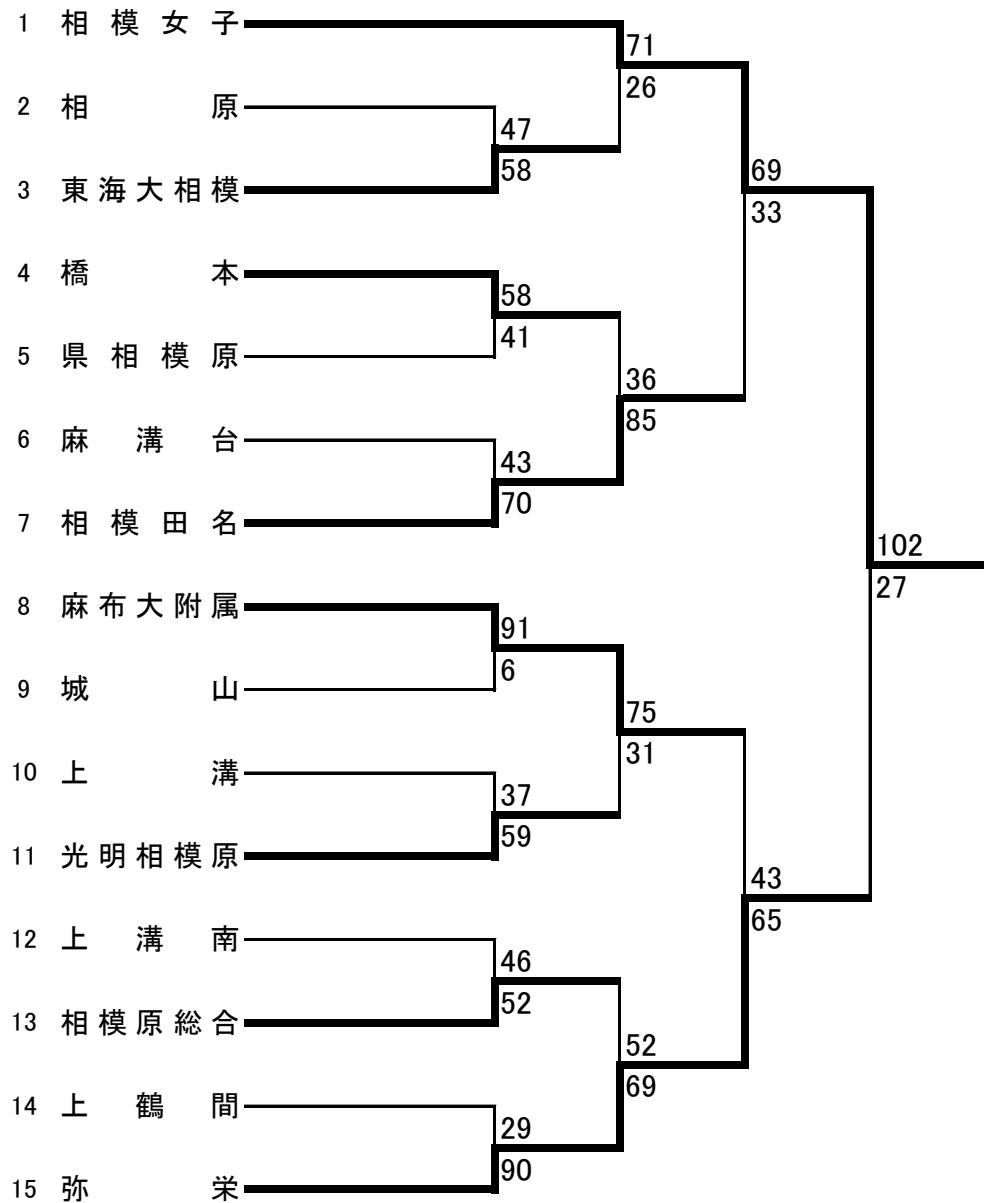 1 相模女子
71
26
2 相原
47
58
3 東海大相模
69
33
4 橋本
58
41
5 県相模原
36
85
6 麻溝台
43
70
7 相模田名
102
27
8 麻布大附属
91
6
9 城山
75
31
10 上溝
37
59
11 光明相模原
43
65
12 上溝南
46
52
13 相模原総合
52
69
14 上鶴間
29
90
15 弥栄